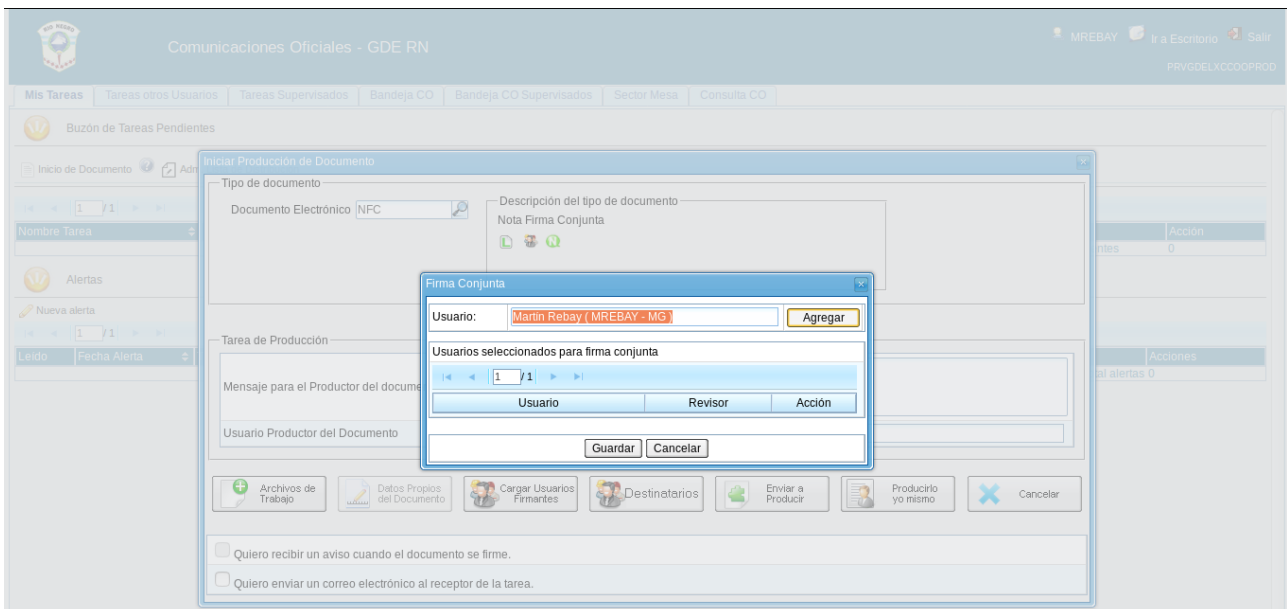 RIO NEGRO
Comunicaciones Oficiales - GDE RN
MREBAY Ir a Escritorio Salir
PRVGDELXCCOOPROD
Mis Tareas Tareas otros Usuarios Tareas Supervisados Bandeja CO Bandeja CO Supervisados Sector Mesa Consulta CO
Buzón de Tareas Pendientes
Inicio de Documento Adm
Iniciar Producción de Documento
Tipo de documento
Documento Electrónico NFC
Descripción del tipo de documento
Nota Firma Conjunta
1 / 1
Nombre Tarea Acción
ntes 0
Alertas
Nueva alerta
1 / 1
Leido Fecha Alerta Acciones
tal alertas 0
Firma Conjunta
Usuario: Martín Rebay ( MREBAY - MG ) Agregar
Usuarios seleccionados para firma conjunta
1 / 1
Usuario Revisor Acción
Guardar Cancelar
Tarea de Producción
Mensaje para el Productor del docume
Usuario Productor del Documento
Archivos de Trabajo Datos Propios del Documento Cargar Usuarios Firmantes Destinatarios Enviar a Producir Producirlo yo mismo Cancelar
Quiero recibir un aviso cuando el documento se firme.
Quiero enviar un correo electrónico al receptor de la tarea.